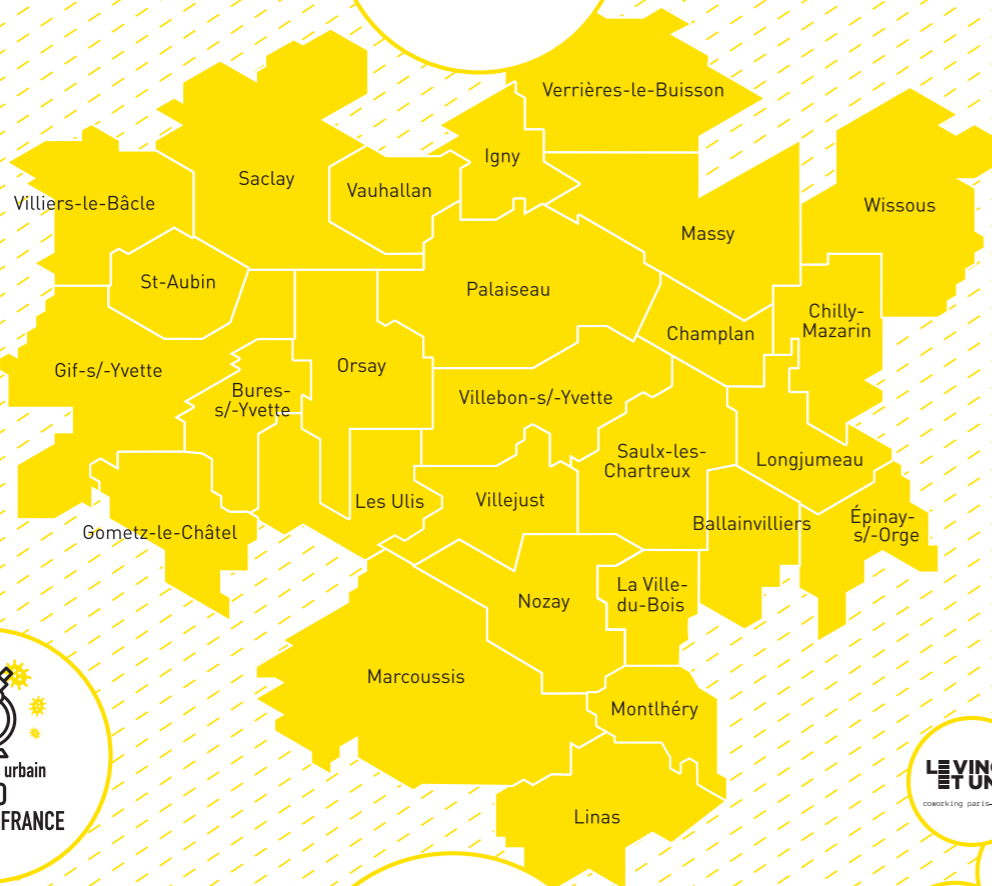 Verrières-le-Buisson
Igny
Saclay
Vauhallan
Villiers-le-Bâcle
Wissous
Massy
St-Aubin
Palaiseau
Chilly-
Mazarin
Champlan
Orsay
Gif-s/-Yvette
Bures-
s/-Yvette
Villebon-s/-Yvette
Saulx-les-
Chartreux
Longjumeau
Les Ulis
Villejust
Ballainvilliers
Épinay-
s/-Orge
Gometz-le-Châtel
La Ville-
du-Bois
Nozay
Marcoussis
Montlhéry
Linas
urbain
FRANCE
coworking paris